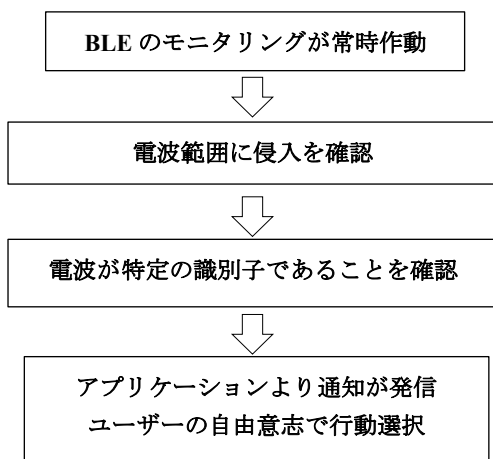 BLE のモニタリングが常時作動
電波範囲に侵入を確認
電波が特定の識別子であることを確認
アプリケーションより通知が発信
ユーザーの自由意志で行動選択